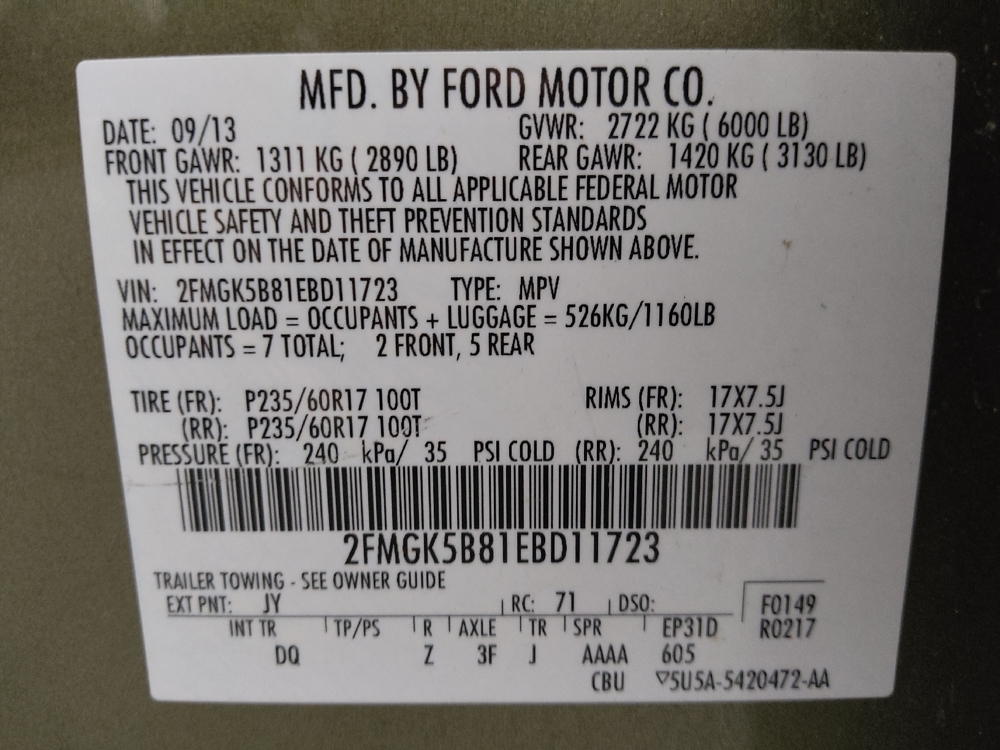 MFD. BY FORD MOTOR CO.
DATE: 09/13 GVWR: 2722 KG ( 6000 LB)
FRONT GAWR: 1311 KG ( 2890 LB) REAR GAWR: 1420 KG ( 3130 LB)
THIS VEHICLE CONFORMS TO ALL APPLICABLE FEDERAL MOTOR
VEHICLE SAFETY AND THEFT PREVENTION STANDARDS
IN EFFECT ON THE DATE OF MANUFACTURE SHOWN ABOVE.
VIN: 2FMGK5B81EBD11723 TYPE: MPV
MAXIMUM LOAD = OCCUPANTS + LUGGAGE = 526KG/1160LB
OCCUPANTS = 7 TOTAL; 2 FRONT, 5 REAR
TIRE (FR): P235/60R17 100T RIMS (FR): 17X7.5J
(RR): P235/60R17 100T (RR): 17X7.5J
PRESSURE (FR): 240 kPa/ 35 PSI COLD (RR): 240 kPa/ 35 PSI COLD
2FMGK5B81EBD11723
TRAILER TOWING - SEE OWNER GUIDE
EXT PNT: JY RC: 71 DSO: F0149
INT TR TP/PS R AXLE TR SPR EP31D R0217
DQ Z 3F J AAAA 605
CBU ▽5U5A-5420472-AA